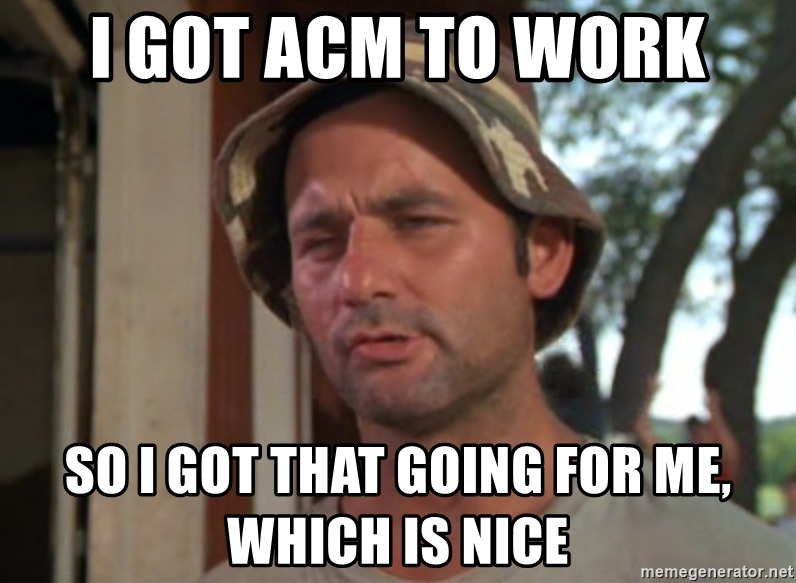 I GOT ACM TO WORK
SO I GOT THAT GOING FOR ME,
WHICH IS NICE
memegenerator.net